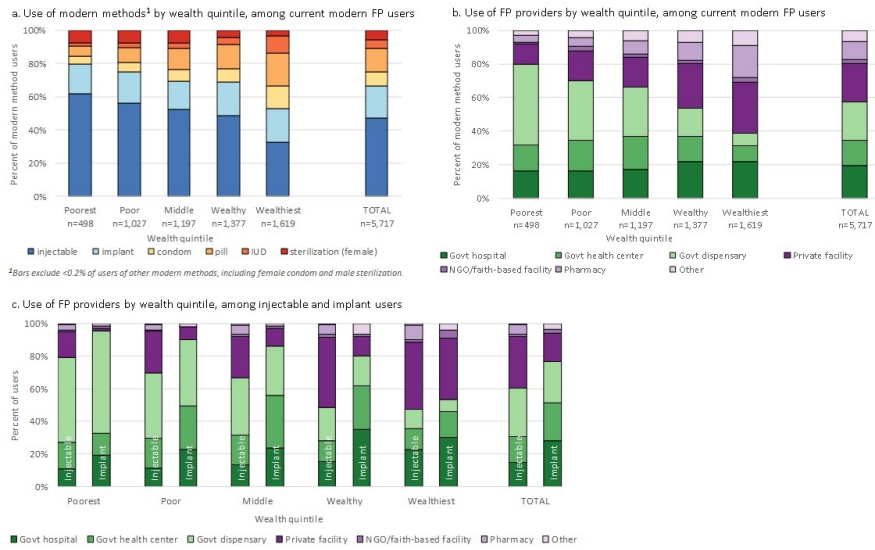 a. Use of modern methods¹ by wealth quintile, among current modern FP users
Percent of modern method users
100%
80%
60%
40%
20%
0%
Poorest Poor Middle Wealthy Wealthiest TOTAL
n=498 n=1,027 n=1,197 n=1,377 n=1,619 n=5,717
Wealth quintile
injectable implant condom pill IUD sterilization (female)
¹Bars exclude <0.2% of users of other modern methods, including female condom and male sterilization.
b. Use of FP providers by wealth quintile, among current modern FP users
Percent of modern method users
100%
80%
60%
40%
20%
0%
Poorest Poor Middle Wealthy Wealthiest TOTAL
n=498 n=1,027 n=1,197 n=1,377 n=1,619 n=5,717
Wealth quintile
Govt hospital Govt health center Govt dispensary Private facility
NGO/faith-based facility Pharmacy Other
c. Use of FP providers by wealth quintile, among injectable and implant users
Percent of users
100%
80%
60%
40%
20%
0%
Injectable Implant Injectable Implant Injectable Implant Injectable Implant Injectable Implant Injectable Implant
Poorest Poor Middle Wealthy Wealthiest TOTAL
Wealth quintile
Govt hospital Govt health center Govt dispensary Private facility NGO/faith-based facility Pharmacy Other